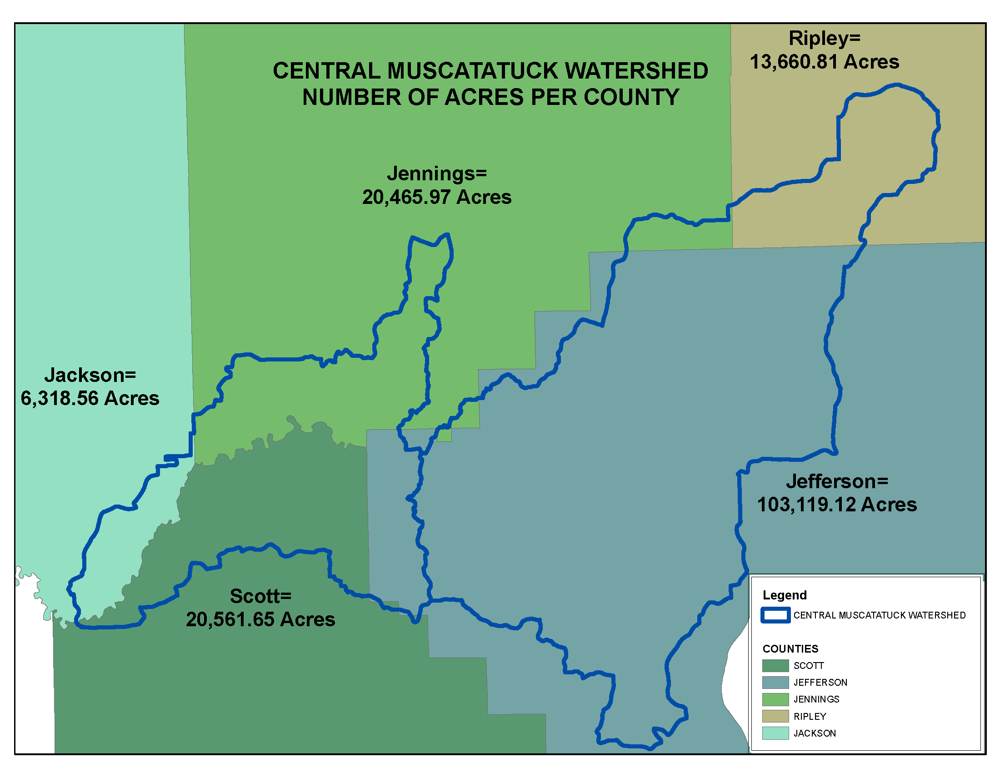 CENTRAL MUSCATATUCK WATERSHED
NUMBER OF ACRES PER COUNTY
Ripley=
13,660.81 Acres
Jennings=
20,465.97 Acres
Jackson=
6,318.56 Acres
Jefferson=
103,119.12 Acres
Scott=
20,561.65 Acres
Legend
CENTRAL MUSCATATUCK WATERSHED
COUNTIES
SCOTT
JEFFERSON
JENNINGS
RIPLEY
JACKSON